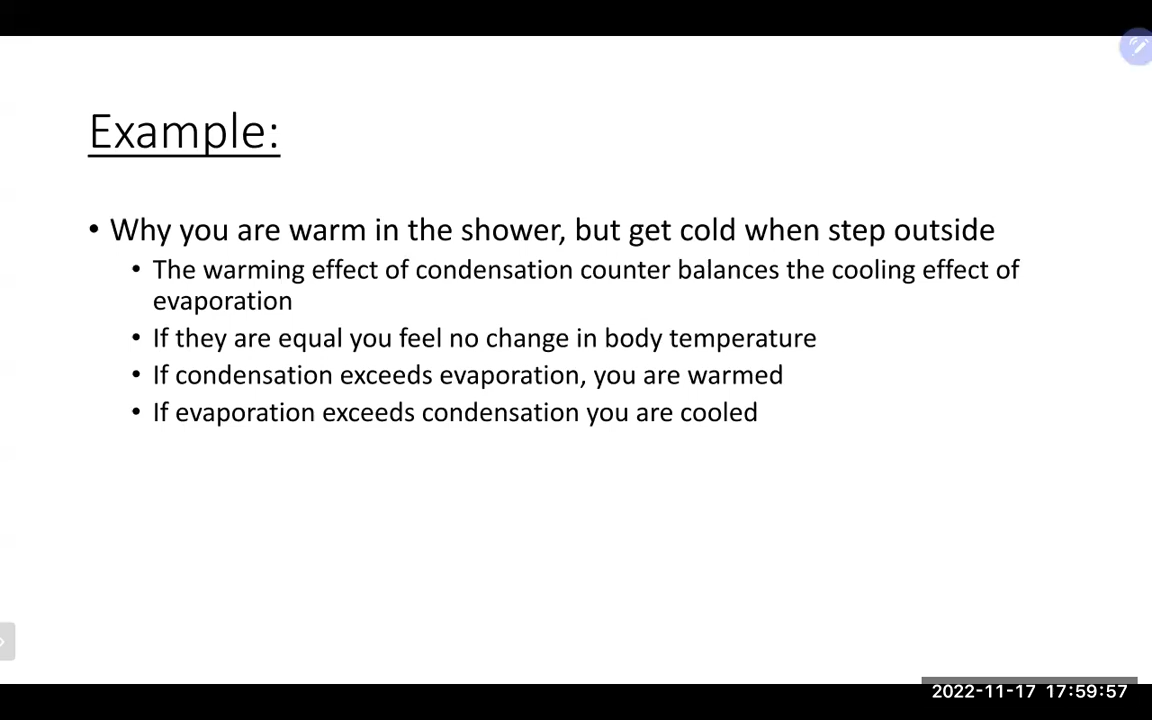 Example:
• Why you are warm in the shower, but get cold when step outside
• The warming effect of condensation counter balances the cooling effect of
evaporation
• If they are equal you feel no change in body temperature
• If condensation exceeds evaporation, you are warmed
• If evaporation exceeds condensation you are cooled
2022-11-17 17:59:57